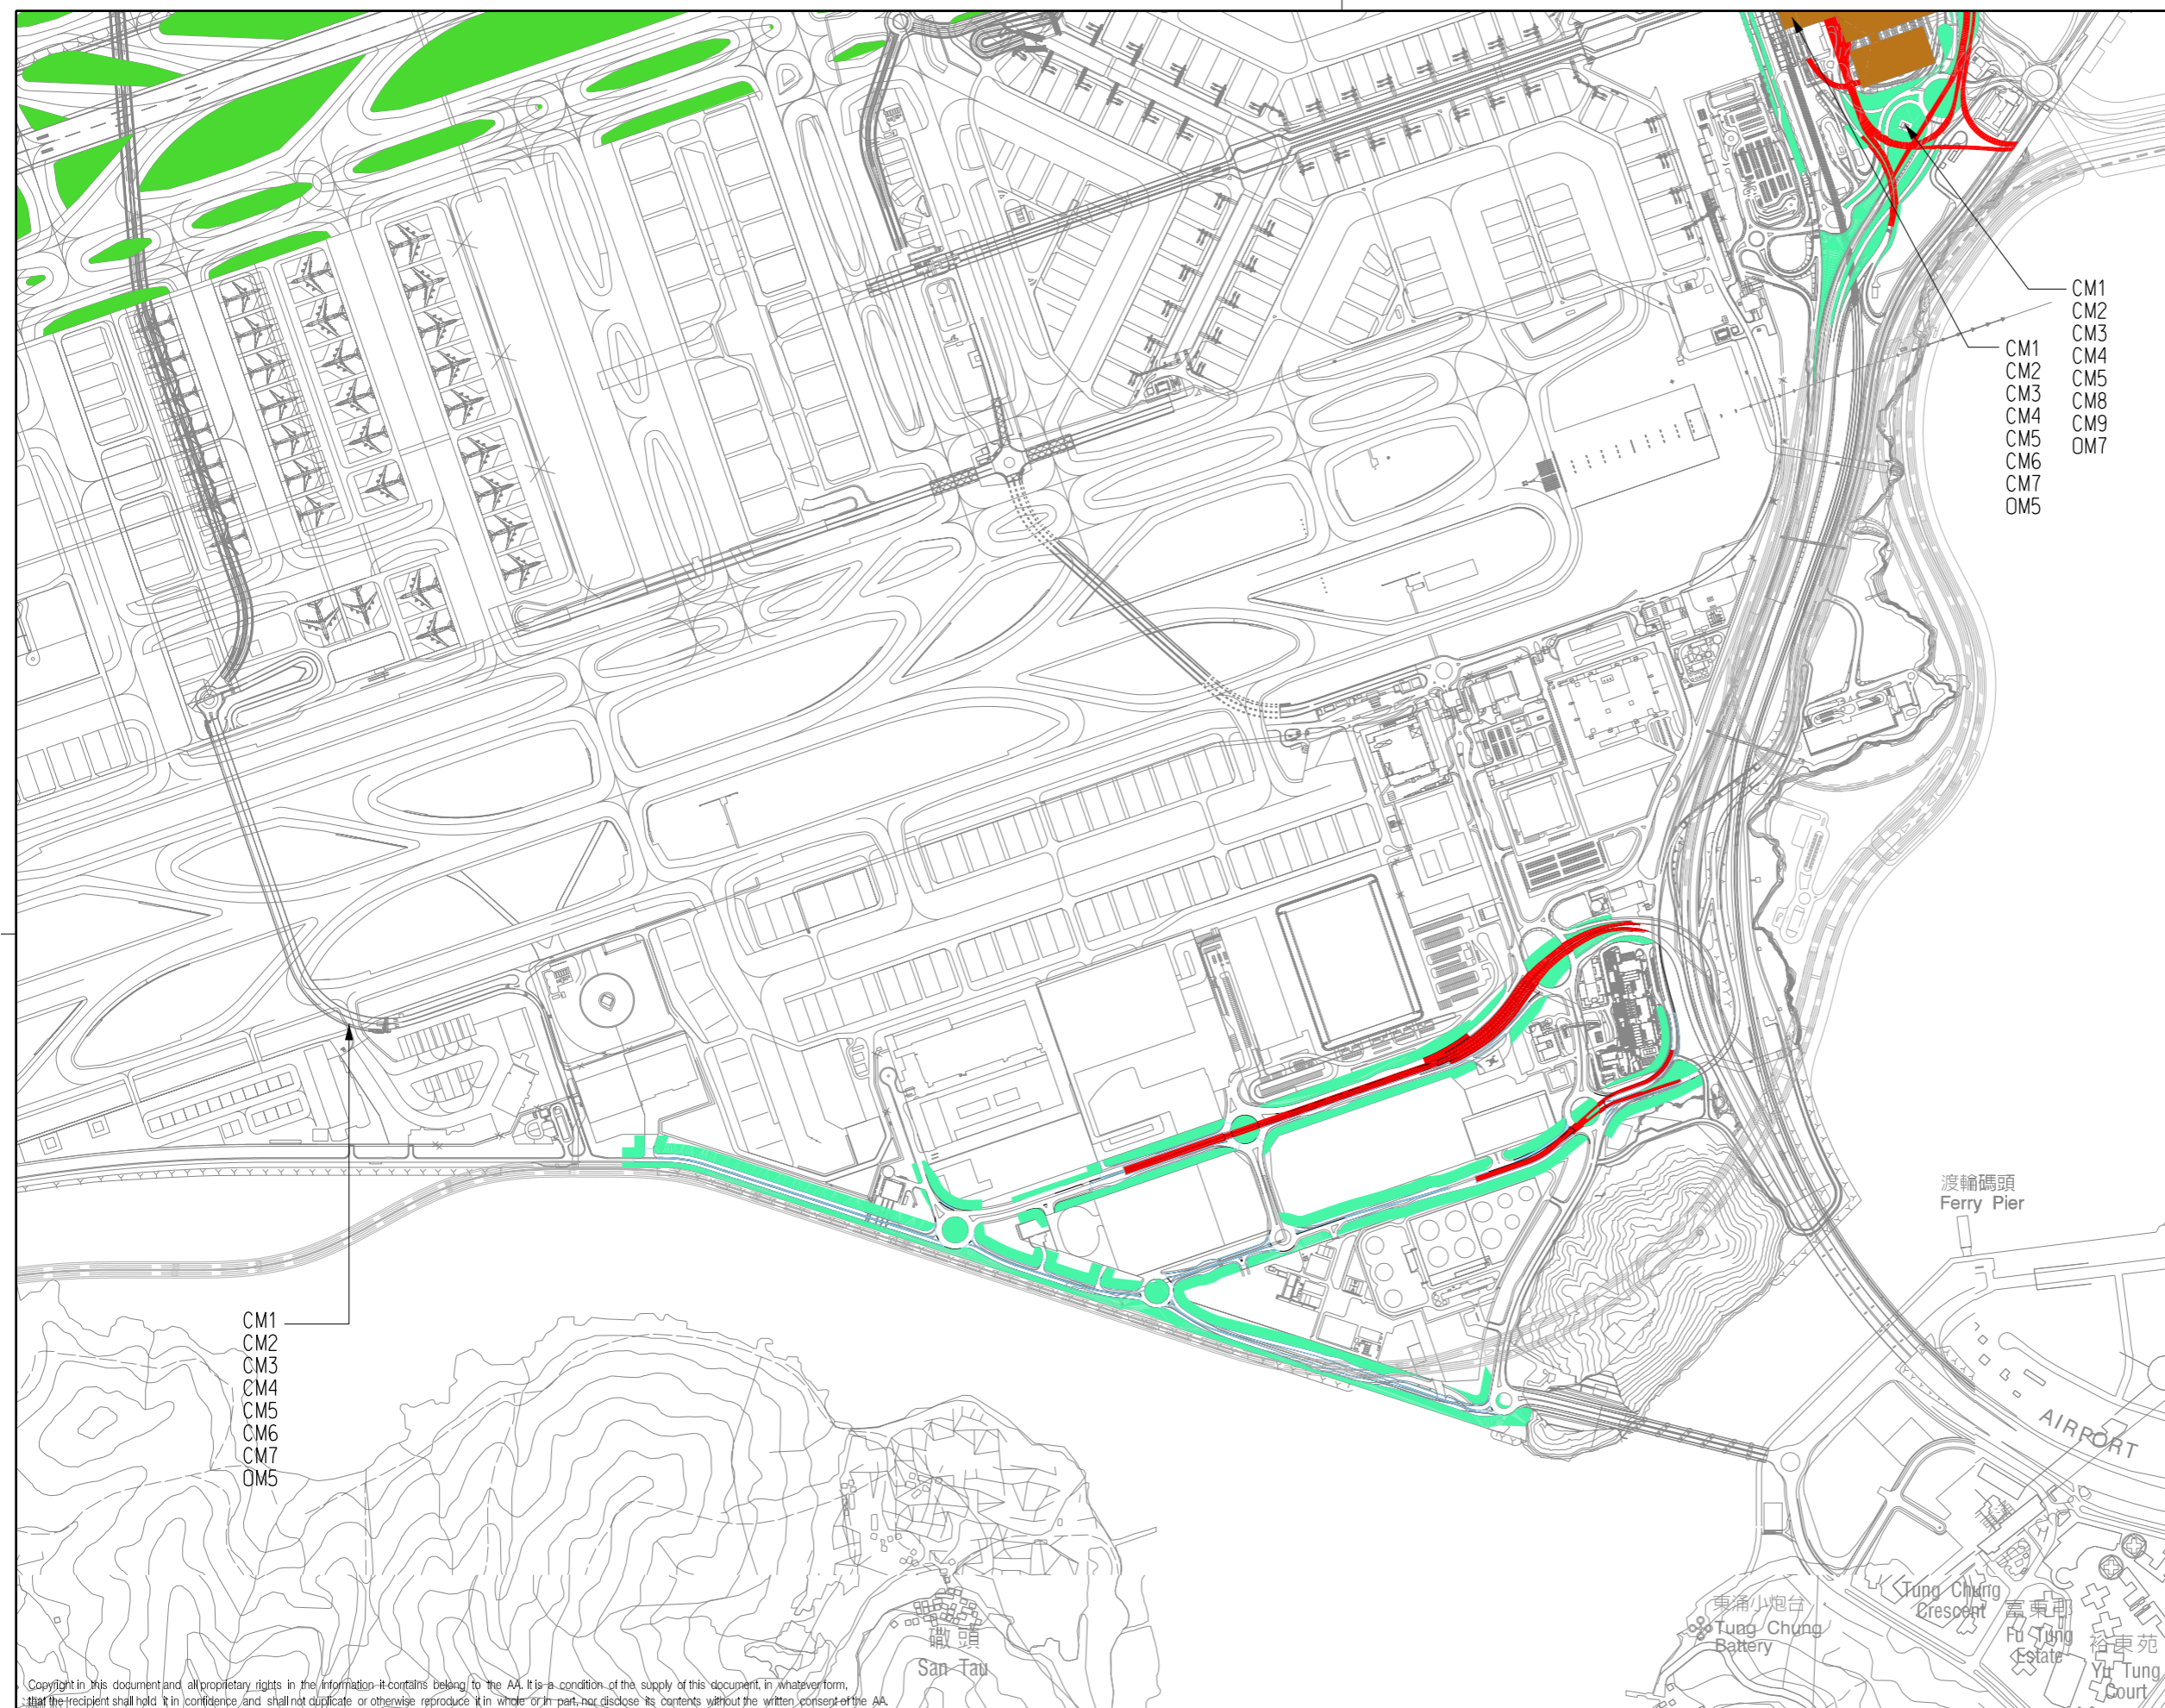 CM1
CM2
CM3
CM4
CM5
CM8
CM9
OM7
CM1
CM2
CM3
CM4
CM5
CM6
CM7
OM5
渡輪碼頭
Ferry Pier
CM1
CM2
CM3
CM4
CM5
CM6
CM7
OM5
AIRPORT
東涌小炮台
Tung Chung
Battery
Tung Chung
Crescent
富東邨
Fu Tung
Estate
裕東苑
Yu Tung
Court
䃟頭
San Tau
Copyright in this document and all proprietary rights in the information it contains belong to the AA. It is a condition of the supply of this document, in whatever form,
that the recipient shall hold it in confidence and shall not duplicate or otherwise reproduce it in whole or in part, nor disclose its contents without the written consent of the AA.